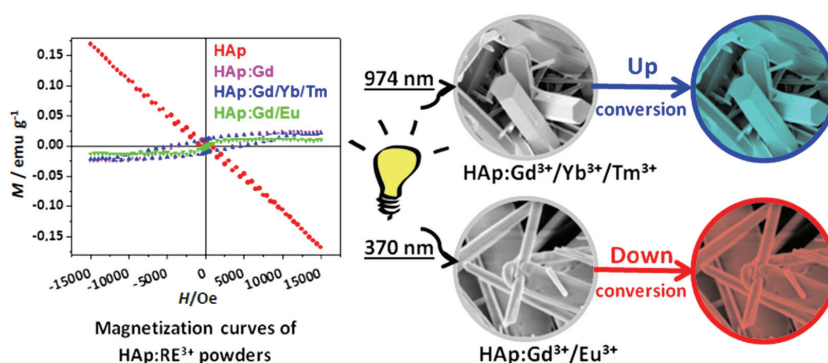 0.15
0.10
0.05
0.00
-0.05
-0.10
-0.15
M / emu g⁻¹
HAp
HAp:Gd
HAp:Gd/Yb/Tm
HAp:Gd/Eu
-15000
-10000
-5000
0
5000
10000
15000
H/Oe
Magnetization curves of
HAp:RE³⁺ powders
974 nm
370 nm
HAp:Gd³⁺/Yb³⁺/Tm³⁺
Up
conversion
HAp:Gd³⁺/Eu³⁺
Down
conversion